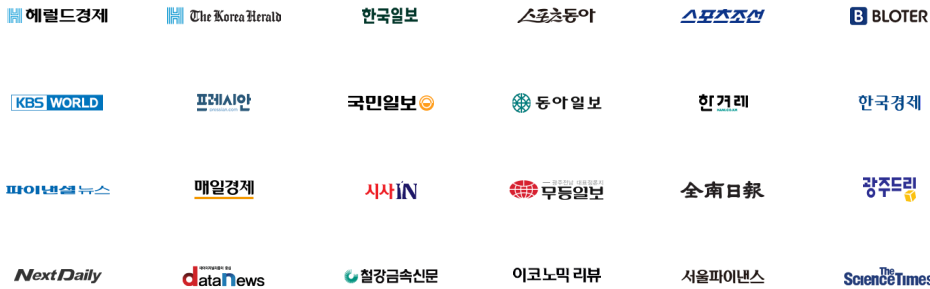 헤럴드경제
The Korea Herald
한국일보
스포츠동아
스포츠조선
B BLOTER
KBS WORLD
프레시안
국민일보
동아일보
한겨레
한국경제
파이낸셜뉴스
매일경제
시사IN
무등일보
全南日報
광주드리
NextDaily
dataNews
철강금속신문
이코노믹 리뷰
서울파이낸스
The
ScienceTimes